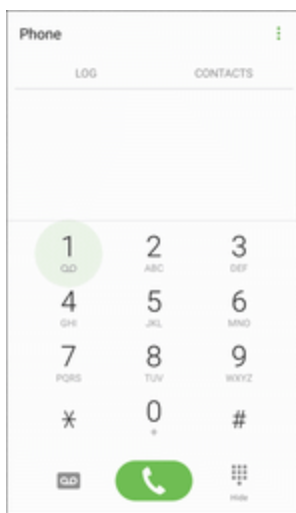 Phone
LOG CONTACTS
1 2 3
ABC DEF
4 5 6
GHI JKL MNO
7 8 9
PQRS TUV WXYZ
* 0 #
+
Hide